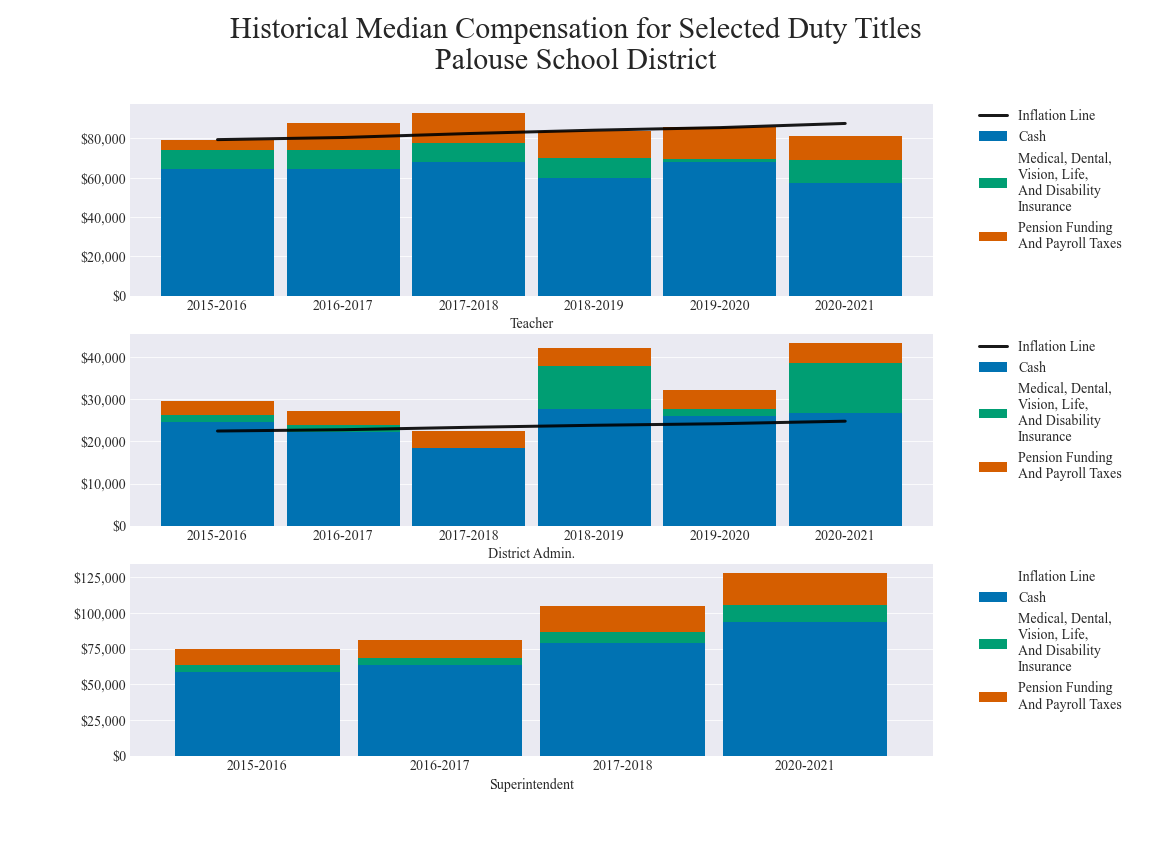 Historical Median Compensation for Selected Duty Titles
Palouse School District
$80,000
$60,000
$40,000
$20,000
$0
2015-2016 2016-2017 2017-2018 2018-2019 2019-2020 2020-2021
Teacher
Inflation Line
Cash
Medical, Dental,
Vision, Life,
And Disability
Insurance
Pension Funding
And Payroll Taxes
$40,000
$30,000
$20,000
$10,000
$0
2015-2016 2016-2017 2017-2018 2018-2019 2019-2020 2020-2021
District Admin.
Inflation Line
Cash
Medical, Dental,
Vision, Life,
And Disability
Insurance
Pension Funding
And Payroll Taxes
$125,000
$100,000
$75,000
$50,000
$25,000
$0
2015-2016 2016-2017 2017-2018 2020-2021
Superintendent
Inflation Line
Cash
Medical, Dental,
Vision, Life,
And Disability
Insurance
Pension Funding
And Payroll Taxes